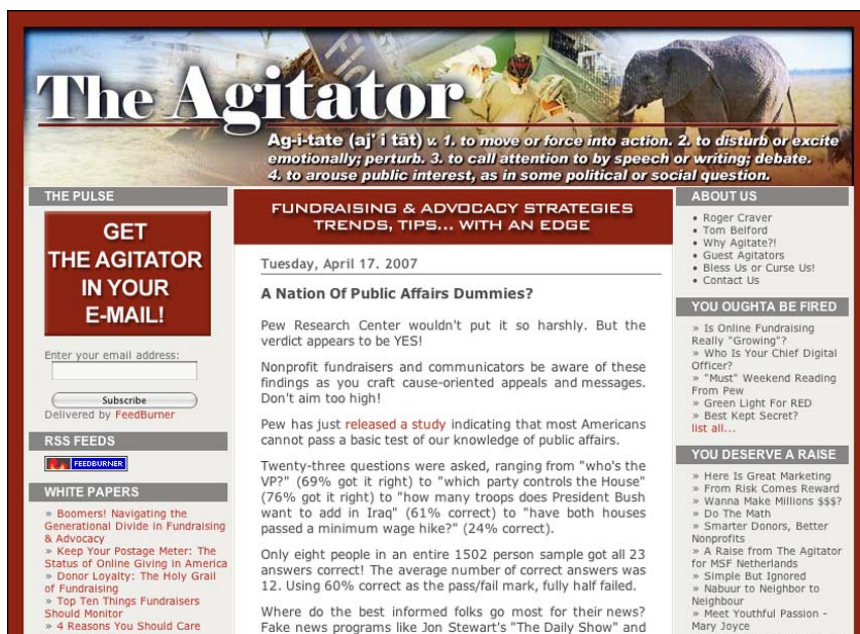 The Agitator
Ag-i-tate (aj' i tāt) v. 1. to move or force into action. 2. to disturb or excite
emotionally; perturb. 3. to call attention to by speech or writing; debate.
4. to arouse public interest, as in some political or social question.
THE PULSE
GET
THE AGITATOR
IN YOUR
E-MAIL!
Enter your email address:
Subscribe
Delivered by FeedBurner
RSS FEEDS
FEEDBURNER
WHITE PAPERS
» Boomers! Navigating the
Generational Divide in Fundraising
& Advocacy
» Keep Your Postage Meter: The
Status of Online Giving in America
» Donor Loyalty: The Holy Grail
of Fundraising
» Top Ten Things Fundraisers
Should Monitor
» 4 Reasons You Should Care
FUNDRAISING & ADVOCACY STRATEGIES
TRENDS, TIPS... WITH AN EDGE
Tuesday, April 17. 2007
A Nation Of Public Affairs Dummies?
Pew Research Center wouldn't put it so harshly. But the
verdict appears to be YES!
Nonprofit fundraisers and communicators be aware of these
findings as you craft cause-oriented appeals and messages.
Don't aim too high!
Pew has just released a study indicating that most Americans
cannot pass a basic test of our knowledge of public affairs.
Twenty-three questions were asked, ranging from "who's the
VP?" (69% got it right) to "which party controls the House"
(76% got it right) to "how many troops does President Bush
want to add in Iraq" (61% correct) to "have both houses
passed a minimum wage hike?" (24% correct).
Only eight people in an entire 1502 person sample got all 23
answers correct! The average number of correct answers was
12. Using 60% correct as the pass/fail mark, fully half failed.
Where do the best informed folks go most for their news?
Fake news programs like Jon Stewart's "The Daily Show" and
ABOUT US
• Roger Craver
• Tom Belford
• Why Agitate?!
• Guest Agitators
• Bless Us or Curse Us!
• Contact Us
YOU OUGHTA BE FIRED
» Is Online Fundraising
Really "Growing"?
» Who Is Your Chief Digital
Officer?
» "Must" Weekend Reading
From Pew
» Green Light For RED
» Best Kept Secret?
list all...
YOU DESERVE A RAISE
» Here Is Great Marketing
» From Risk Comes Reward
» Wanna Make Millions $$$?
» Do The Math
» Smarter Donors, Better
Nonprofits
» A Raise from The Agitator
for MSF Netherlands
» Simple But Ignored
» Nabuur to Neighbor to
Neighbour
» Meet Youthful Passion -
Mary Joyce